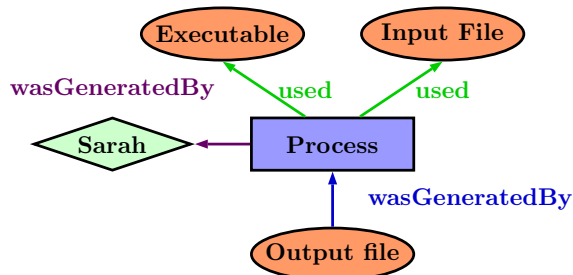 Executable
Input File
wasGeneratedBy
used
used
Sarah
Process
wasGeneratedBy
Output file